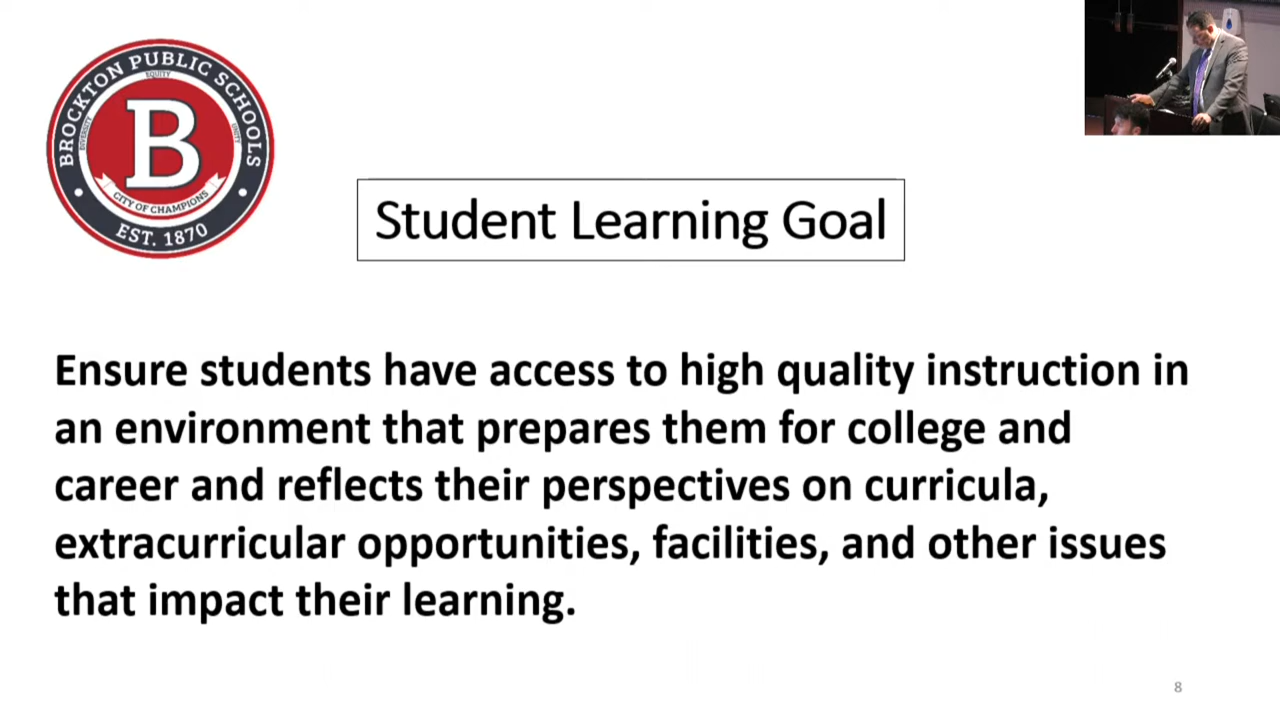 BROCKTON PUBLIC SCHOOLS
EQUITY
DIVERSITY
UNITY
B
CITY OF CHAMPIONS
EST. 1870
Student Learning Goal
Ensure students have access to high quality instruction in
an environment that prepares them for college and
career and reflects their perspectives on curricula,
extracurricular opportunities, facilities, and other issues
that impact their learning.
8